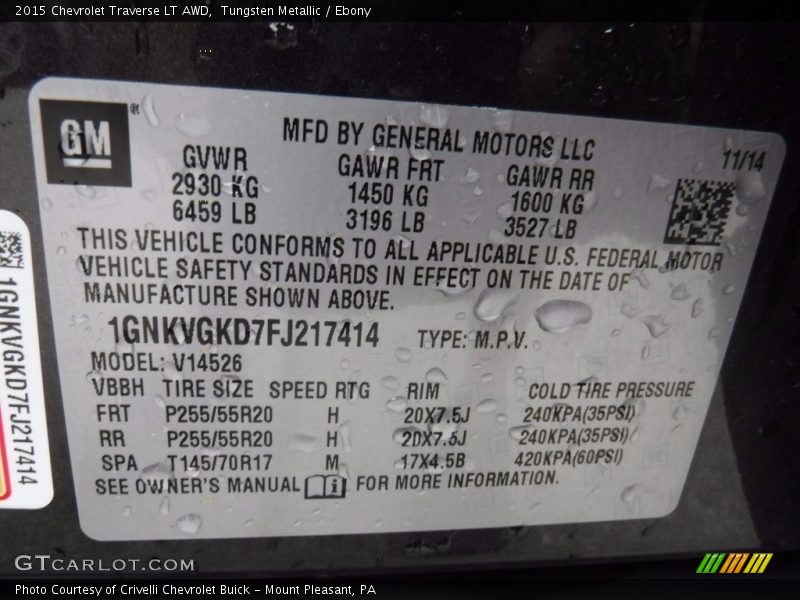 2015 Chevrolet Traverse LT AWD,  Tungsten Metallic / Ebony
GM®
MFD BY GENERAL MOTORS LLC
11/14
GVWR GAWR FRT GAWR RR
2930 KG 1450 KG 1600 KG
6459 LB 3196 LB 3527 LB
THIS VEHICLE CONFORMS TO ALL APPLICABLE U.S. FEDERAL MOTOR
VEHICLE SAFETY STANDARDS IN EFFECT ON THE DATE OF
MANUFACTURE SHOWN ABOVE.
1GNKVGKD7FJ217414 TYPE: M.P.V.
MODEL: V14526
VBBH TIRE SIZE SPEED RTG RIM COLD TIRE PRESSURE
FRT P255/55R20 H 20X7.5J 240KPA(35PSI)
RR P255/55R20 H 20X7.5J 240KPA(35PSI)
SPA T145/70R17 M 17X4.5B 420KPA(60PSI)
SEE OWNER'S MANUAL i FOR MORE INFORMATION.
1GNKVGKD7FJ217414
GTCARLOT.COM
Photo Courtesy of Crivelli Chevrolet Buick – Mount Pleasant, PA